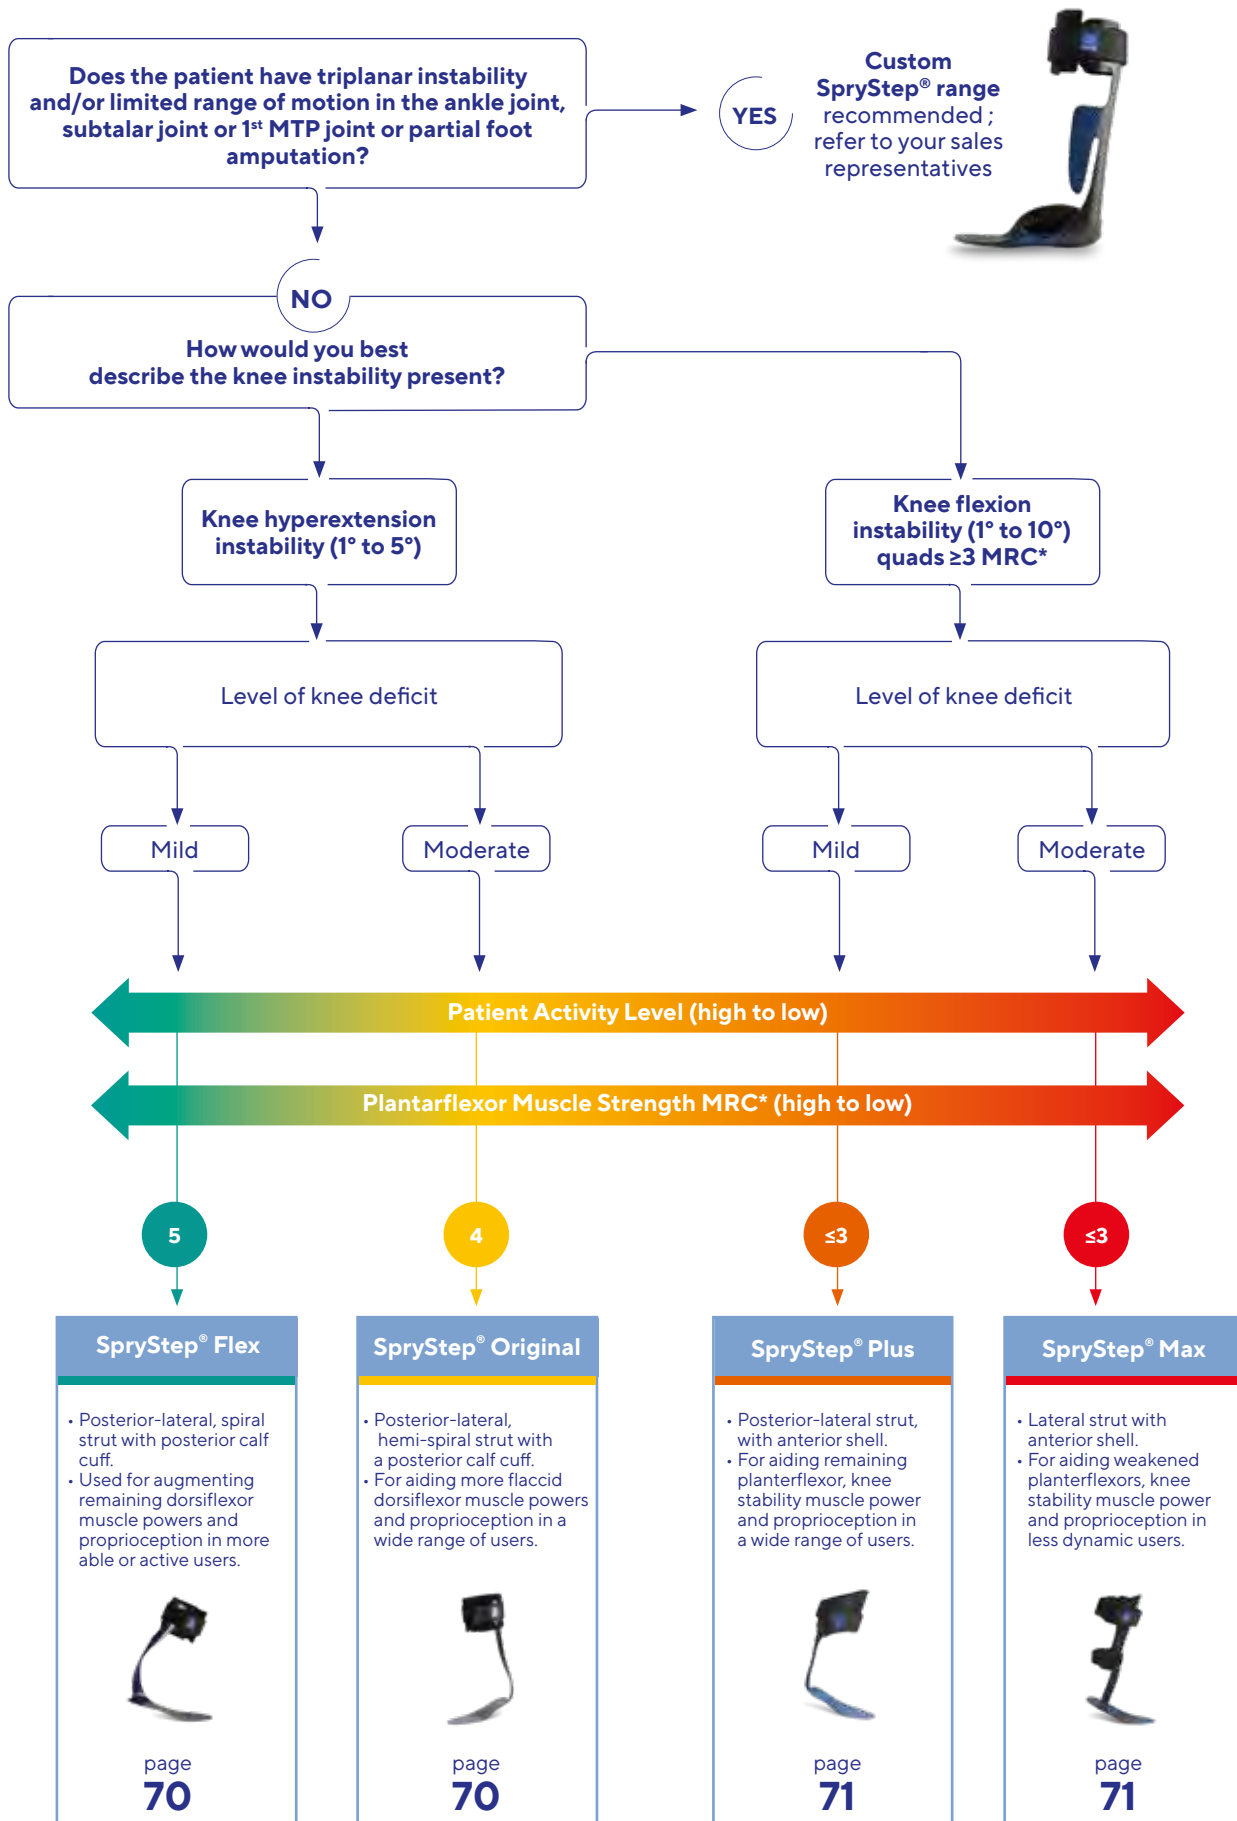 Does the patient have triplanar instability
and/or limited range of motion in the ankle joint,
subtalar joint or 1st MTP joint or partial foot
amputation?
YES
Custom
SpryStep® range
recommended ;
refer to your sales
representatives
NO
How would you best
describe the knee instability present?
Knee hyperextension
instability (1° to 5°)
Knee flexion
instability (1° to 10°)
quads ≥3 MRC*
Level of knee deficit
Level of knee deficit
Mild
Moderate
Mild
Moderate
Patient Activity Level (high to low)
Plantarflexor Muscle Strength MRC* (high to low)
5
4
≤3
≤3
SpryStep® Flex
• Posterior-lateral, spiral
strut with posterior calf
cuff.
• Used for augmenting
remaining dorsiflexor
muscle powers and
proprioception in more
able or active users.
page
70
SpryStep® Original
• Posterior-lateral,
hemi-spiral strut with
a posterior calf cuff.
• For aiding more flaccid
dorsiflexor muscle powers
and proprioception in a
wide range of users.
page
70
SpryStep® Plus
• Posterior-lateral strut,
with anterior shell.
• For aiding remaining
planterflexor, knee
stability muscle power
and proprioception in
a wide range of users.
page
71
SpryStep® Max
• Lateral strut with
anterior shell.
• For aiding weakened
planterflexors, knee
stability muscle power
and proprioception in
less dynamic users.
page
71